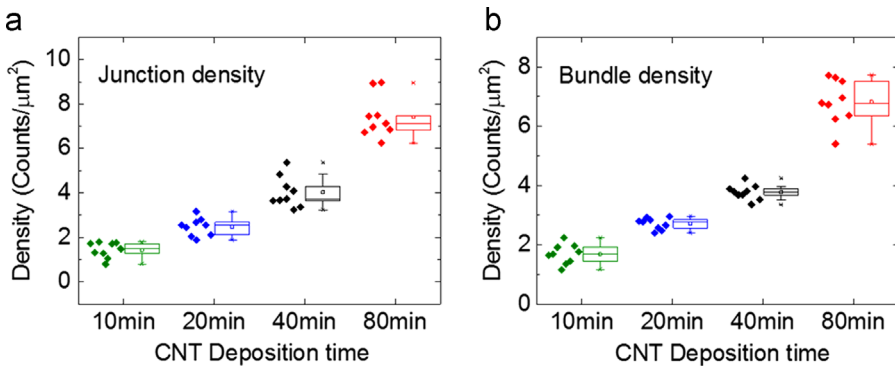 a
Density (Counts/μm²)
10
8
6
4
2
0
Junction density
10min 20min 40min 80min
CNT Deposition time
b
Density (Counts/μm²)
8
6
4
2
0
Bundle density
10min 20min 40min 80min
CNT Deposition time